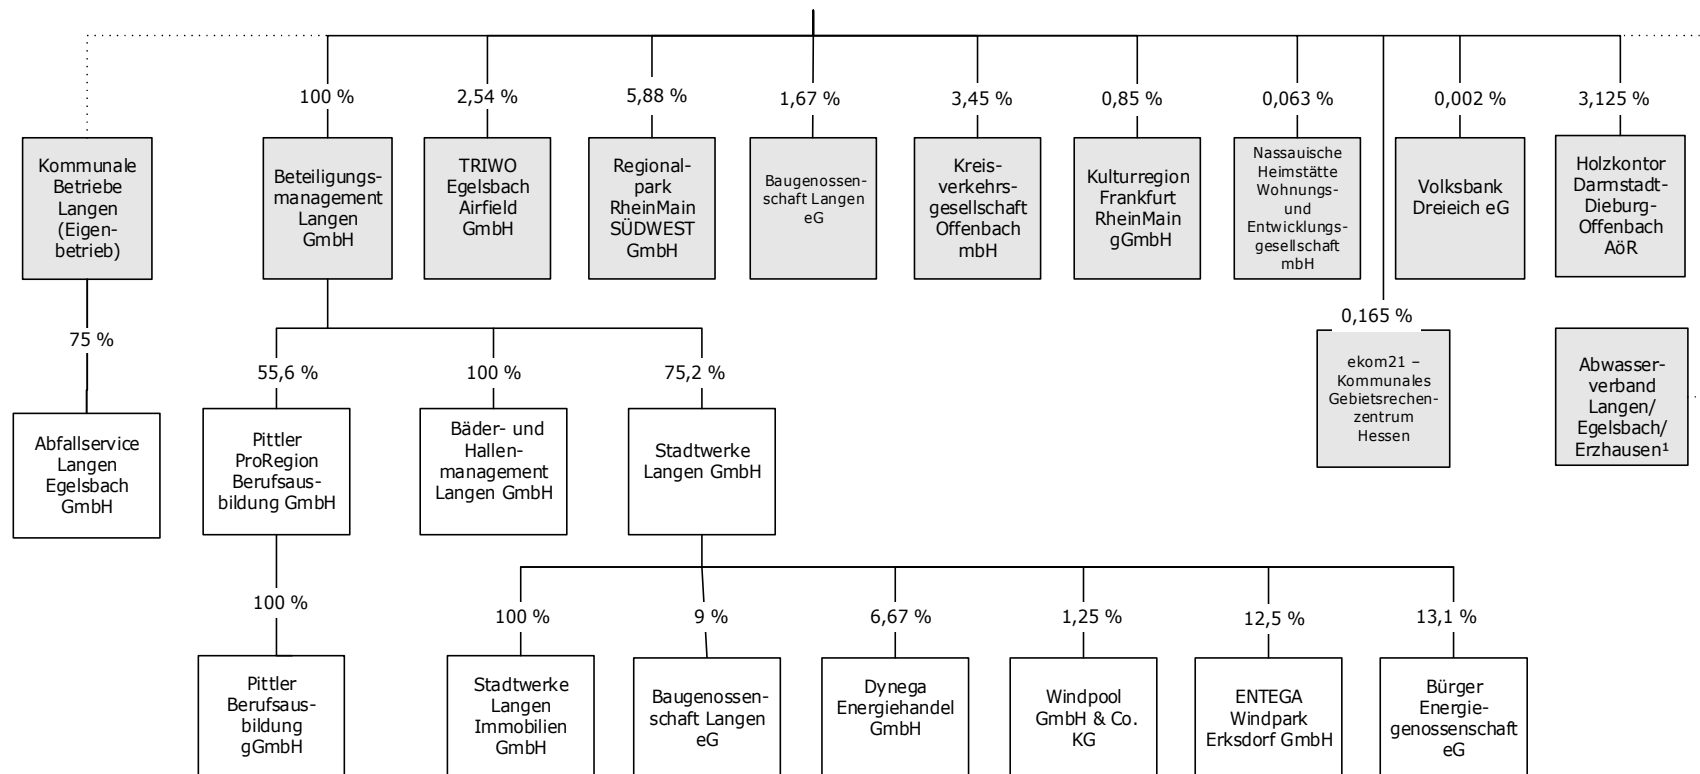 100 %
2,54 %
5,88 %
1,67 %
3,45 %
0,85 %
0,063 %
0,002 %
3,125 %
Kommunale
Betriebe
Langen
(Eigen-
betrieb)
Beteiligungs-
management
Langen
GmbH
TRIWO
Egelsbach
Airfield
GmbH
Regional-
park
RheinMain
SÜDWEST
GmbH
Baugenossen-
schaft Langen
eG
Kreis-
verkehrs-
gesellschaft
Offenbach
mbH
Kulturregion
Frankfurt
RheinMain
gGmbH
Nassauische
Heimstätte
Wohnungs-
und
Entwicklungs-
gesellschaft
mbH
Volksbank
Dreieich eG
Holzkontor
Darmstadt-
Dieburg-
Offenbach
AöR
75 %
0,165 %
55,6 %
100 %
75,2 %
ekom21 –
Kommunales
Gebietsrechen-
zentrum
Hessen
Abwasser-
verband
Langen/
Egelsbach/
Erzhausen¹
Abfallservice
Langen
Egelsbach
GmbH
Pittler
ProRegion
Berufsaus-
bildung GmbH
Bäder- und
Hallen-
management
Langen GmbH
Stadtwerke
Langen GmbH
100 %
100 %
9 %
6,67 %
1,25 %
12,5 %
13,1 %
Pittler
Berufsaus-
bildung
gGmbH
Stadtwerke
Langen
Immobilien
GmbH
Baugenossen-
schaft Langen
eG
Dynega
Energiehandel
GmbH
Windpool
GmbH & Co.
KG
ENTEGA
Windpark
Erksdorf GmbH
Bürger
Energie-
genossenschaft
eG